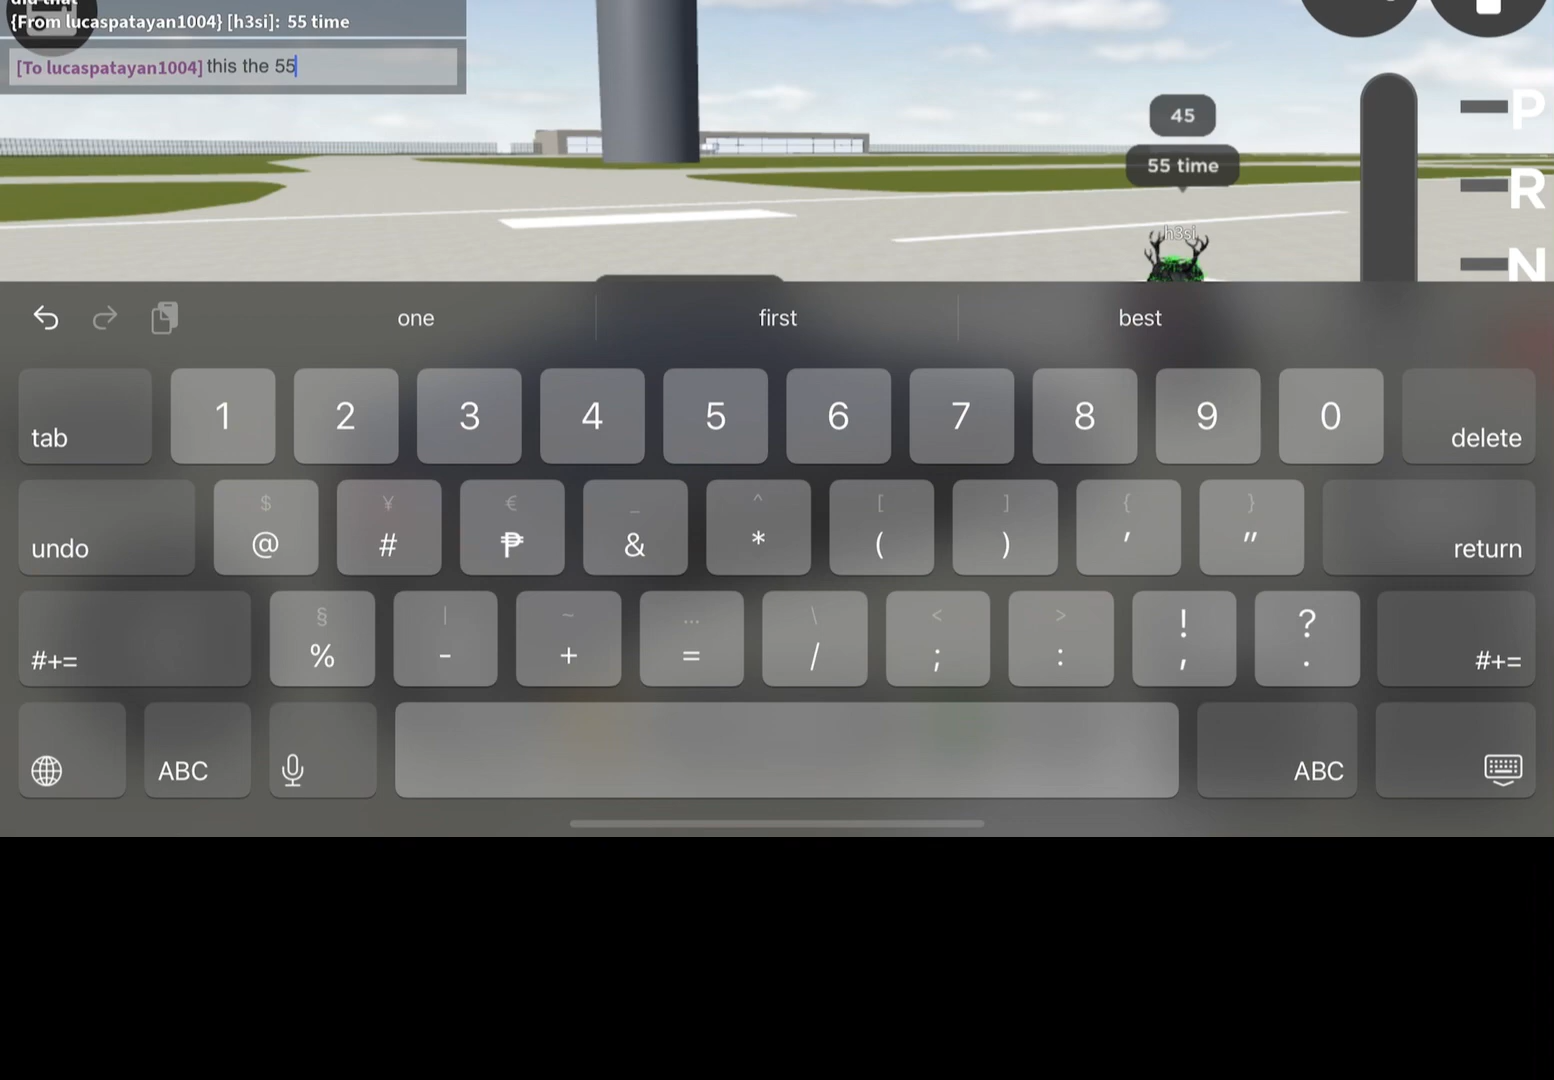 {From lucaspatayan1004} [h3si]: 55 time
[To lucaspatayan1004] this the 55
45
55 time
h3si
P
R
N
one first best
tab 1 2 3 4 5 6 7 8 9 0 delete
$ ¥ € _ ^ [ ] { }
undo @ # ₱ & * ( ) ' " return
§ | ~ … \ < > ! ?
#+= % - + = / ; : , . #+=
ABC ABC